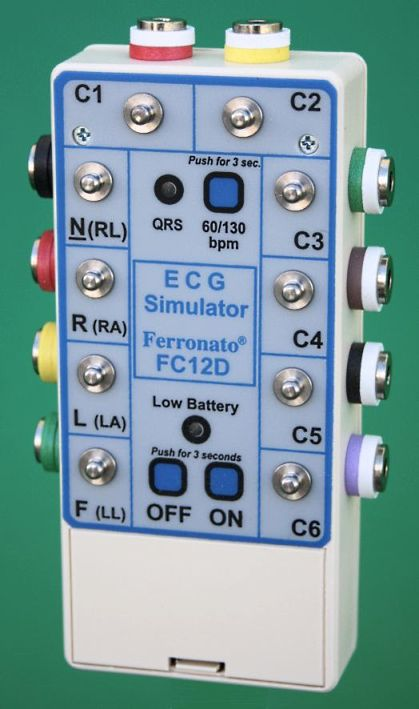 C1
C2
Push for 3 sec.
N(RL)
QRS
60/130
bpm
C3
E C G
Simulator
R (RA)
Ferronato®
FC12D
C4
L (LA)
Low Battery
C5
Push for 3 seconds
F (LL)
OFF
ON
C6